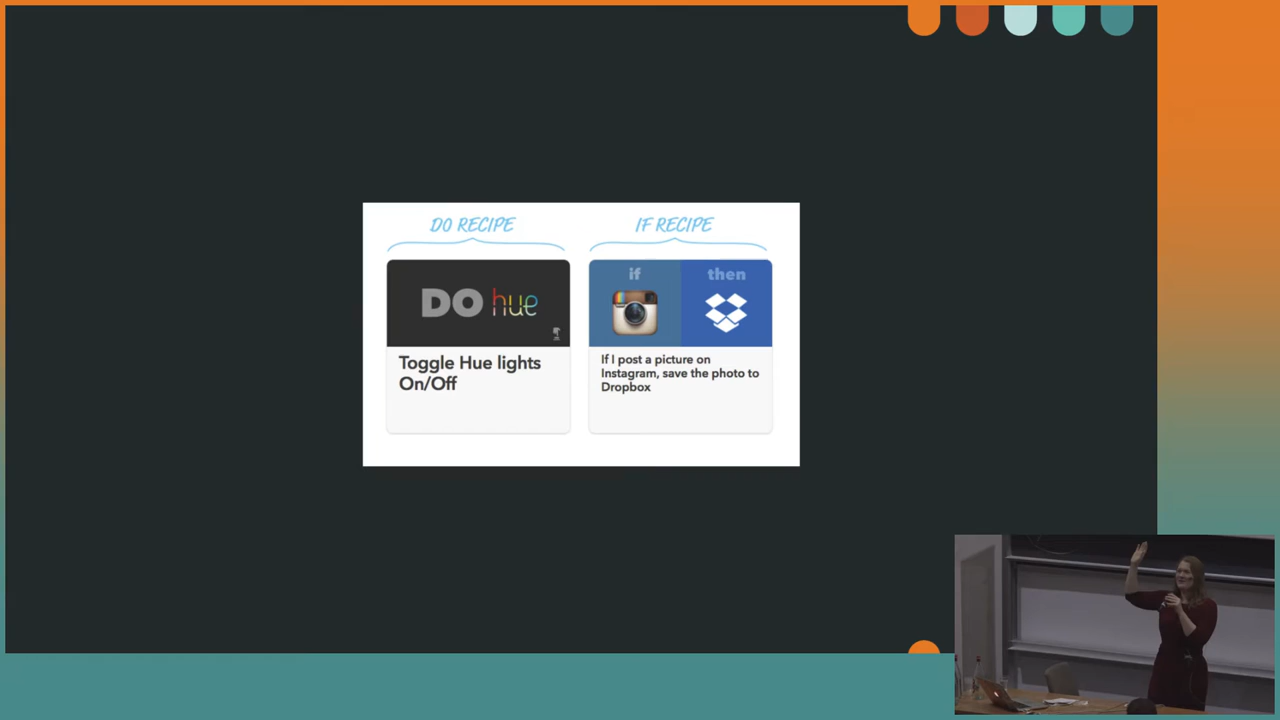 DO RECIPE
IF RECIPE
DO hue
if
then
Toggle Hue lights
On/Off
If I post a picture on
Instagram, save the photo to
Dropbox